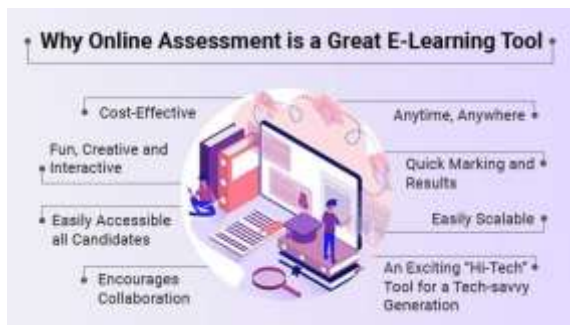 Why Online Assessment is a Great E-Learning Tool
Cost-Effective
Fun, Creative and
Interactive
Easily Accessible
all Candidates
Encourages
Collaboration
Anytime, Anywhere
Quick Marking and
Results
Easily Scalable
An Exciting "Hi-Tech"
Tool for a Tech-savvy
Generation